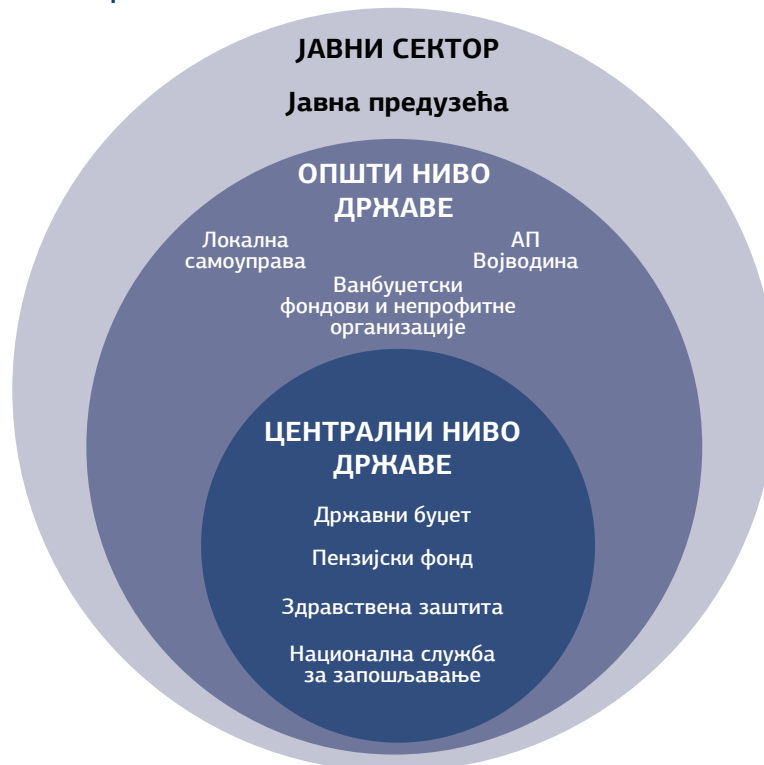 ЈАВНИ СЕКТОР
Јавна предузећа
ОПШТИ НИВО
ДРЖАВЕ
Локална
самоуправа
АП
Војводина
Ванбуџетски
фондови и непрофитне
организације
ЦЕНТРАЛНИ НИВО
ДРЖАВЕ
Државни буџет
Пензијски фонд
Здравствена заштита
Национална служба
за запошљавање